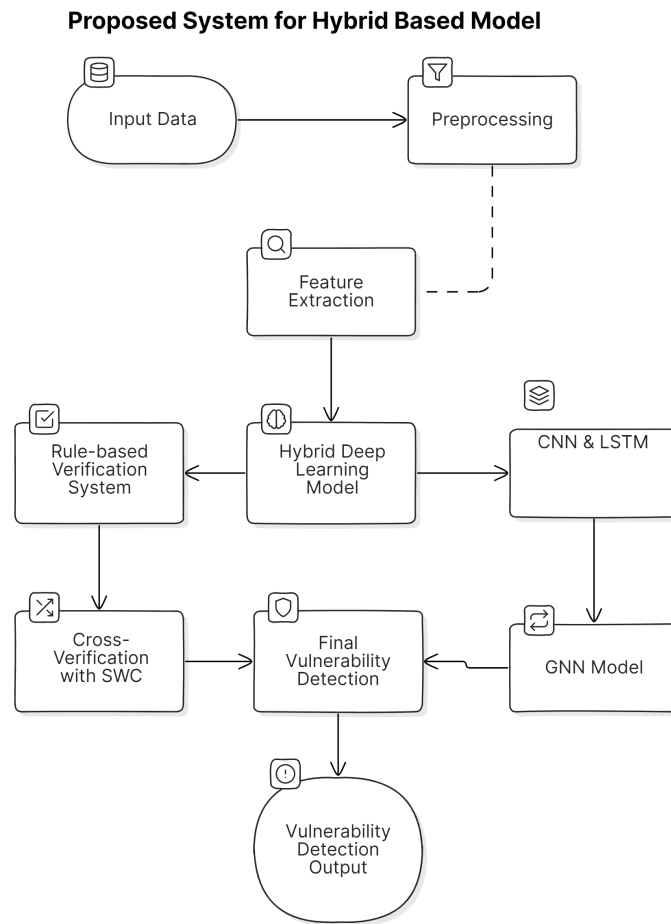 Proposed System for Hybrid Based Model
Input Data
Preprocessing
Feature
Extraction
Rule-based
Verification
System
Hybrid Deep
Learning
Model
CNN & LSTM
Cross-
Verification
with SWC
Final
Vulnerability
Detection
GNN Model
Vulnerability
Detection
Output